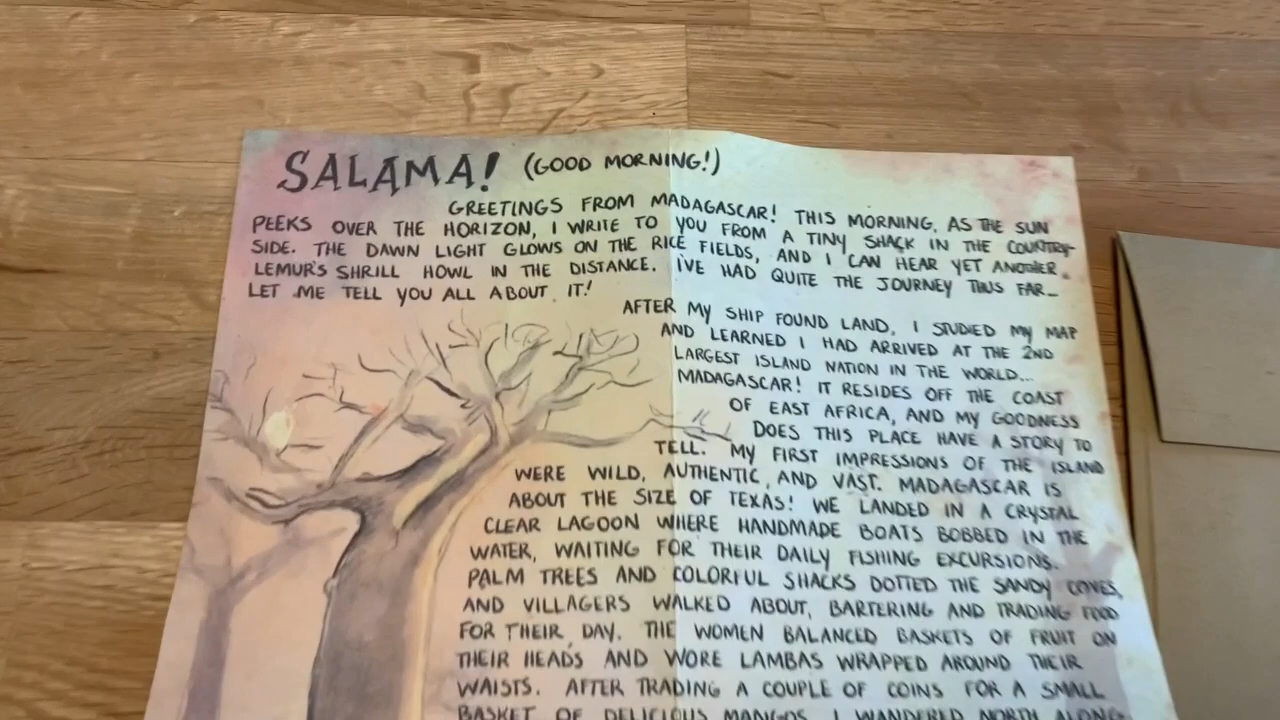 SALAMA! (GOOD MORNING!)
GREETINGS FROM MADAGASCAR! THIS MORNING, AS THE SUN
PEEKS OVER THE HORIZON, I WRITE TO YOU FROM A TINY SHACK IN THE COUNTRY-
SIDE. THE DAWN LIGHT GLOWS ON THE RICE FIELDS, AND I CAN HEAR YET ANOTHER
LEMUR'S SHRILL HOWL IN THE DISTANCE. I'VE HAD QUITE THE JOURNEY THUS FAR...
LET ME TELL YOU ALL ABOUT IT!
AFTER MY SHIP FOUND LAND, I STUDIED MY MAP
AND LEARNED I HAD ARRIVED AT THE 2ND
LARGEST ISLAND NATION IN THE WORLD...
MADAGASCAR! IT RESIDES OFF THE COAST
OF EAST AFRICA, AND MY GOODNESS
DOES THIS PLACE HAVE A STORY TO
TELL. MY FIRST IMPRESSIONS OF THE ISLAND
WERE WILD, AUTHENTIC, AND VAST. MADAGASCAR IS
ABOUT THE SIZE OF TEXAS! WE LANDED IN A CRYSTAL
CLEAR LAGOON WHERE HANDMADE BOATS BOBBED IN THE
WATER, WAITING FOR THEIR DAILY FISHING EXCURSIONS.
PALM TREES AND COLORFUL SHACKS DOTTED THE SANDY COVES,
AND VILLAGERS WALKED ABOUT, BARTERING AND TRADING FOOD
FOR THEIR DAY. THE WOMEN BALANCED BASKETS OF FRUIT ON
THEIR HEADS AND WORE LAMBAS WRAPPED AROUND THEIR
WAISTS. AFTER TRADING A COUPLE OF COINS FOR A SMALL
BASKET OF DELICIOUS MANGOS, I WANDERED NORTH ALONG